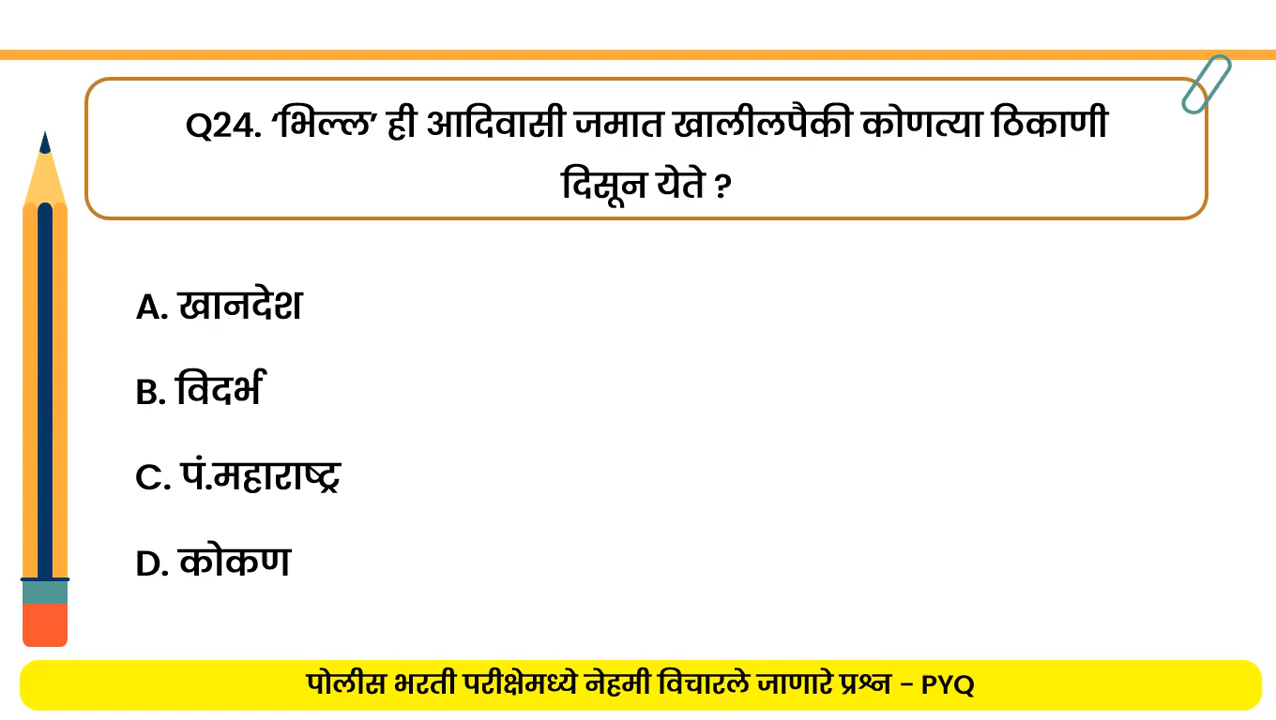 Q24. ‘भिल्ल’ ही आदिवासी जमात खालीलपैकी कोणत्या ठिकाणी
दिसून येते ?
A. खानदेश
B. विदर्भ
C. पं.महाराष्ट्र
D. कोकण
पोलीस भरती परीक्षेमध्ये नेहमी विचारले जाणारे प्रश्न - PYQ